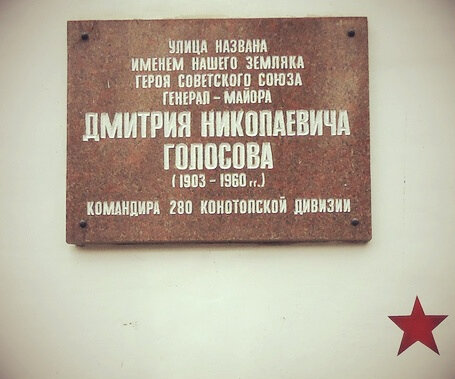 УЛИЦА НАЗВАНА
ИМЕНЕМ НАШЕГО ЗЕМЛЯКА
ГЕРОЯ СОВЕТСКОГО СОЮЗА
ГЕНЕРАЛ-МАЙОРА
ДМИТРИЯ НИКОЛАЕВИЧА
ГОЛОСОВА
(1903 - 1960 гг.)
КОМАНДИРА 280 КОНОТОПСКОЙ ДИВИЗИИ